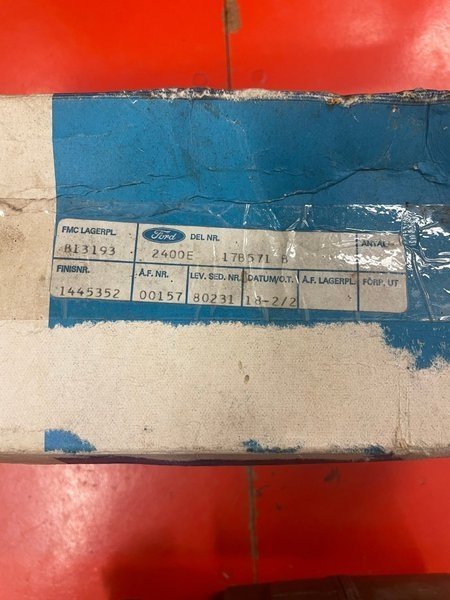 FMC LAGERPL. Ford DEL NR. ANTAL
BI3193 2400E 17B571 B
FINISNR. Å.F. NR. LEV. SED. NR. DATUM/O.T. Å.F. LAGERPL. FÖRP. UT
1445352 00157 80231 18-2/2